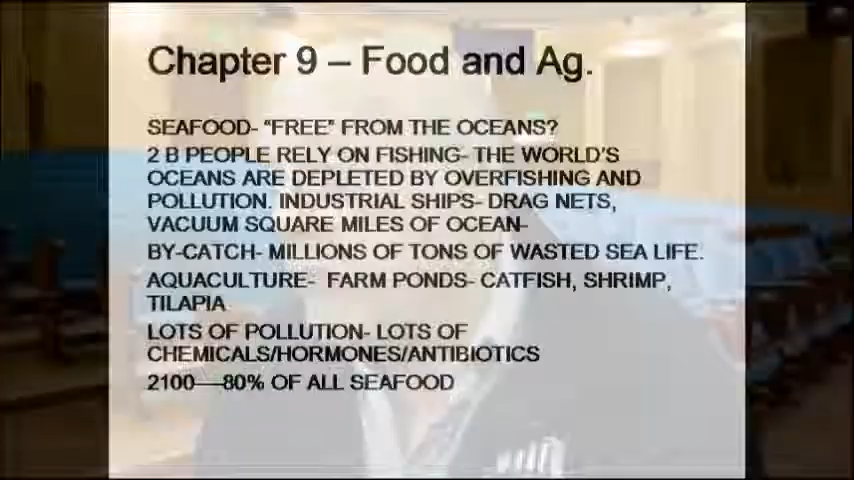 Chapter 9 – Food and Ag.
SEAFOOD- "FREE" FROM THE OCEANS?
2 B PEOPLE RELY ON FISHING- THE WORLD'S
OCEANS ARE DEPLETED BY OVERFISHING AND
POLLUTION. INDUSTRIAL SHIPS- DRAG NETS,
VACUUM SQUARE MILES OF OCEAN-
BY-CATCH- MILLIONS OF TONS OF WASTED SEA LIFE.
AQUACULTURE- FARM PONDS- CATFISH, SHRIMP,
TILAPIA
LOTS OF POLLUTION- LOTS OF
CHEMICALS/HORMONES/ANTIBIOTICS
2100—80% OF ALL SEAFOOD